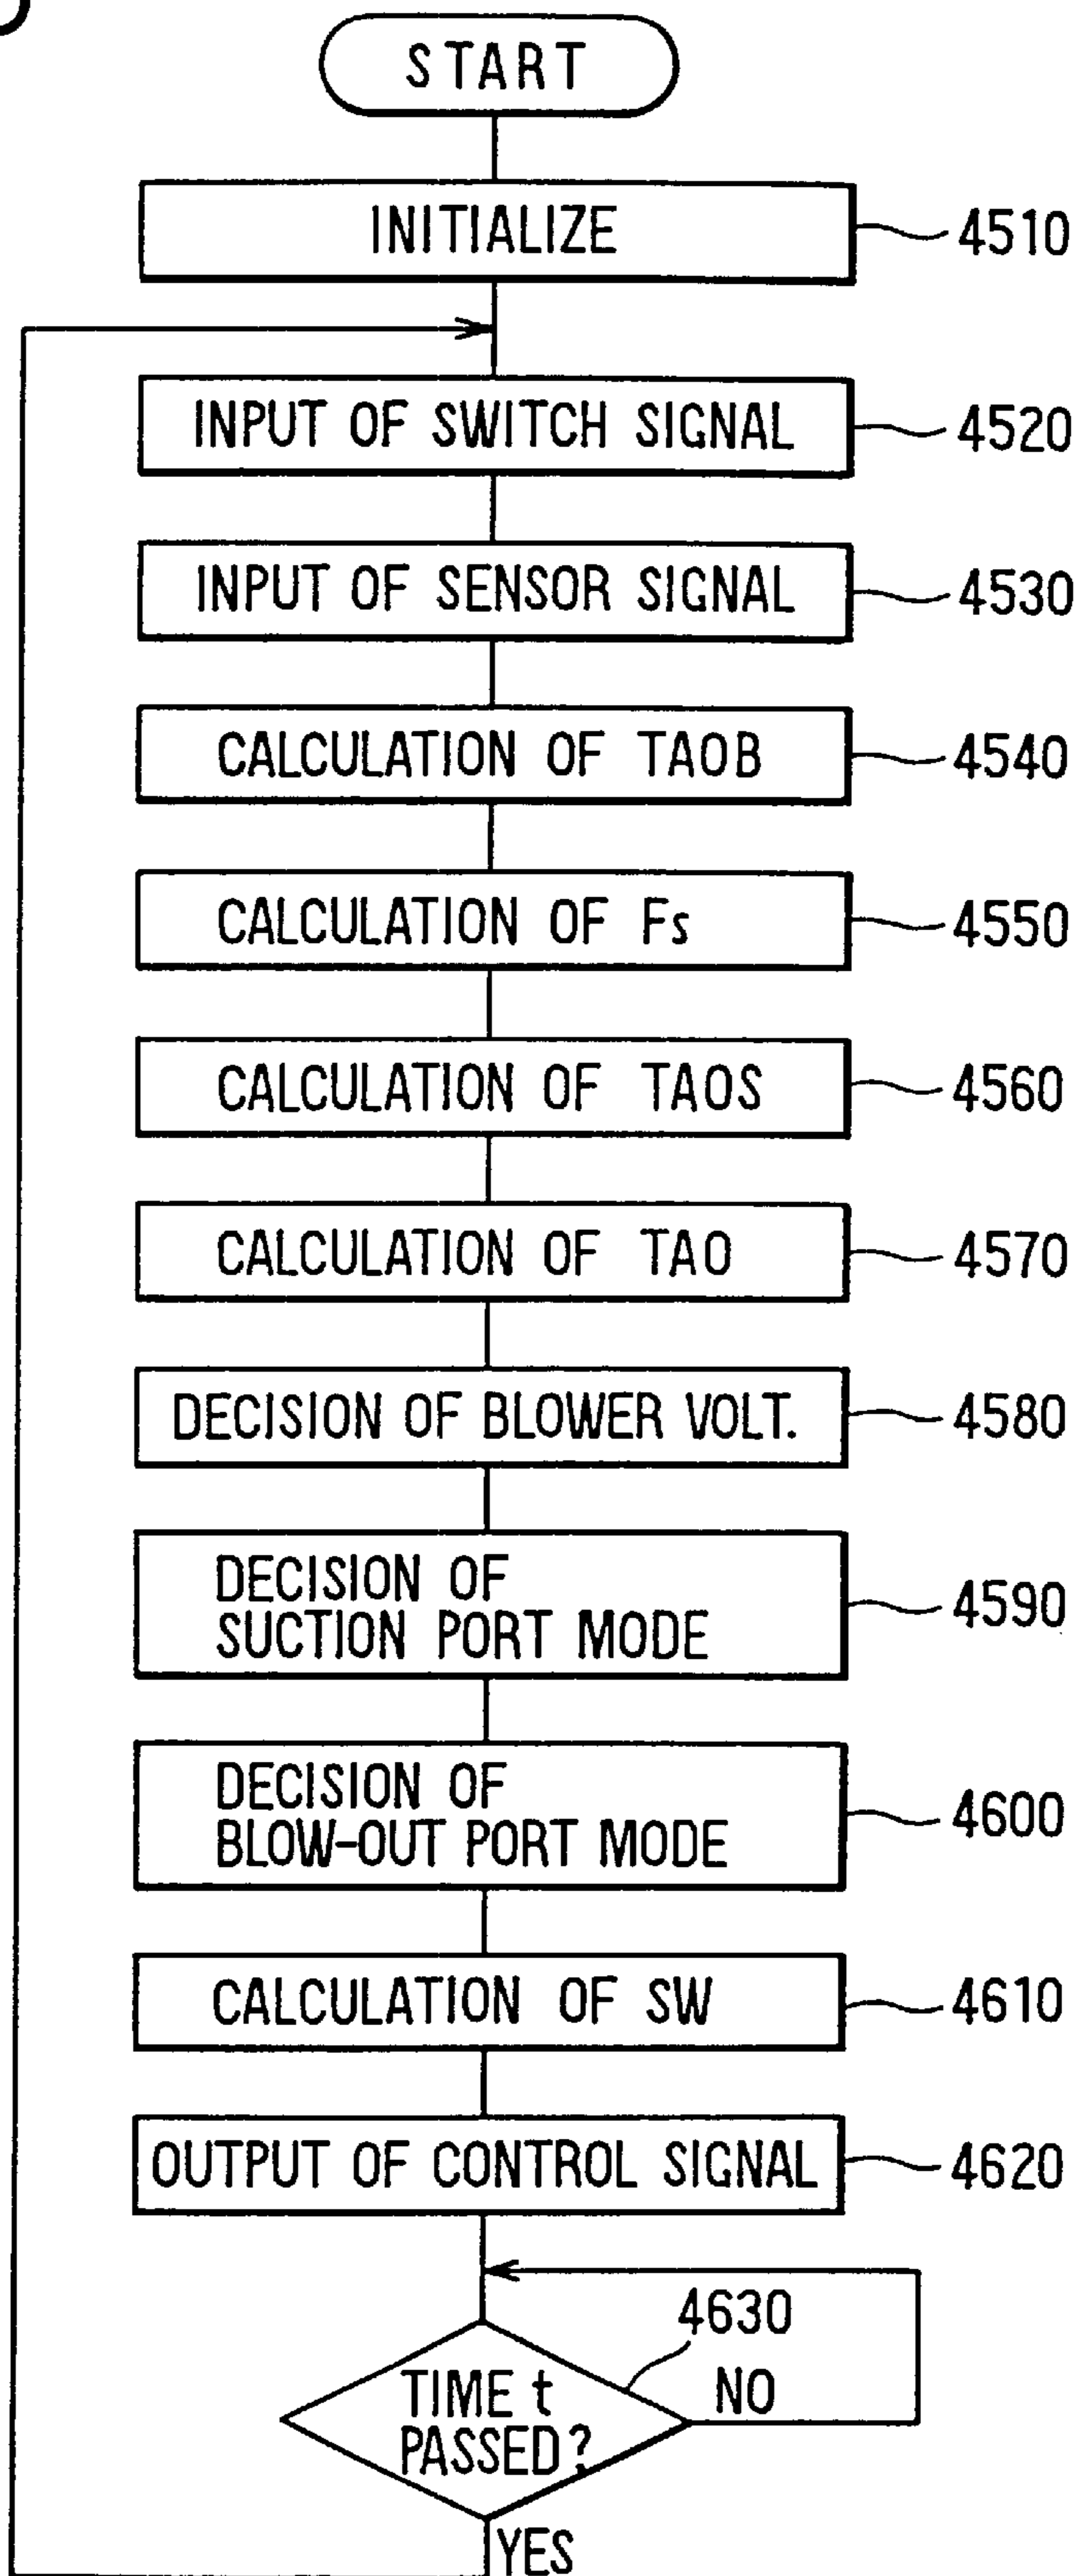 START
INITIALIZE
4510
INPUT OF SWITCH SIGNAL
4520
INPUT OF SENSOR SIGNAL
4530
CALCULATION OF TAOB
4540
CALCULATION OF Fs
4550
CALCULATION OF TAOS
4560
CALCULATION OF TAO
4570
DECISION OF BLOWER VOLT.
4580
DECISION OF
SUCTION PORT MODE
4590
DECISION OF
BLOW-OUT PORT MODE
4600
CALCULATION OF SW
4610
OUTPUT OF CONTROL SIGNAL
4620
4630
TIME t
PASSED?
NO
YES